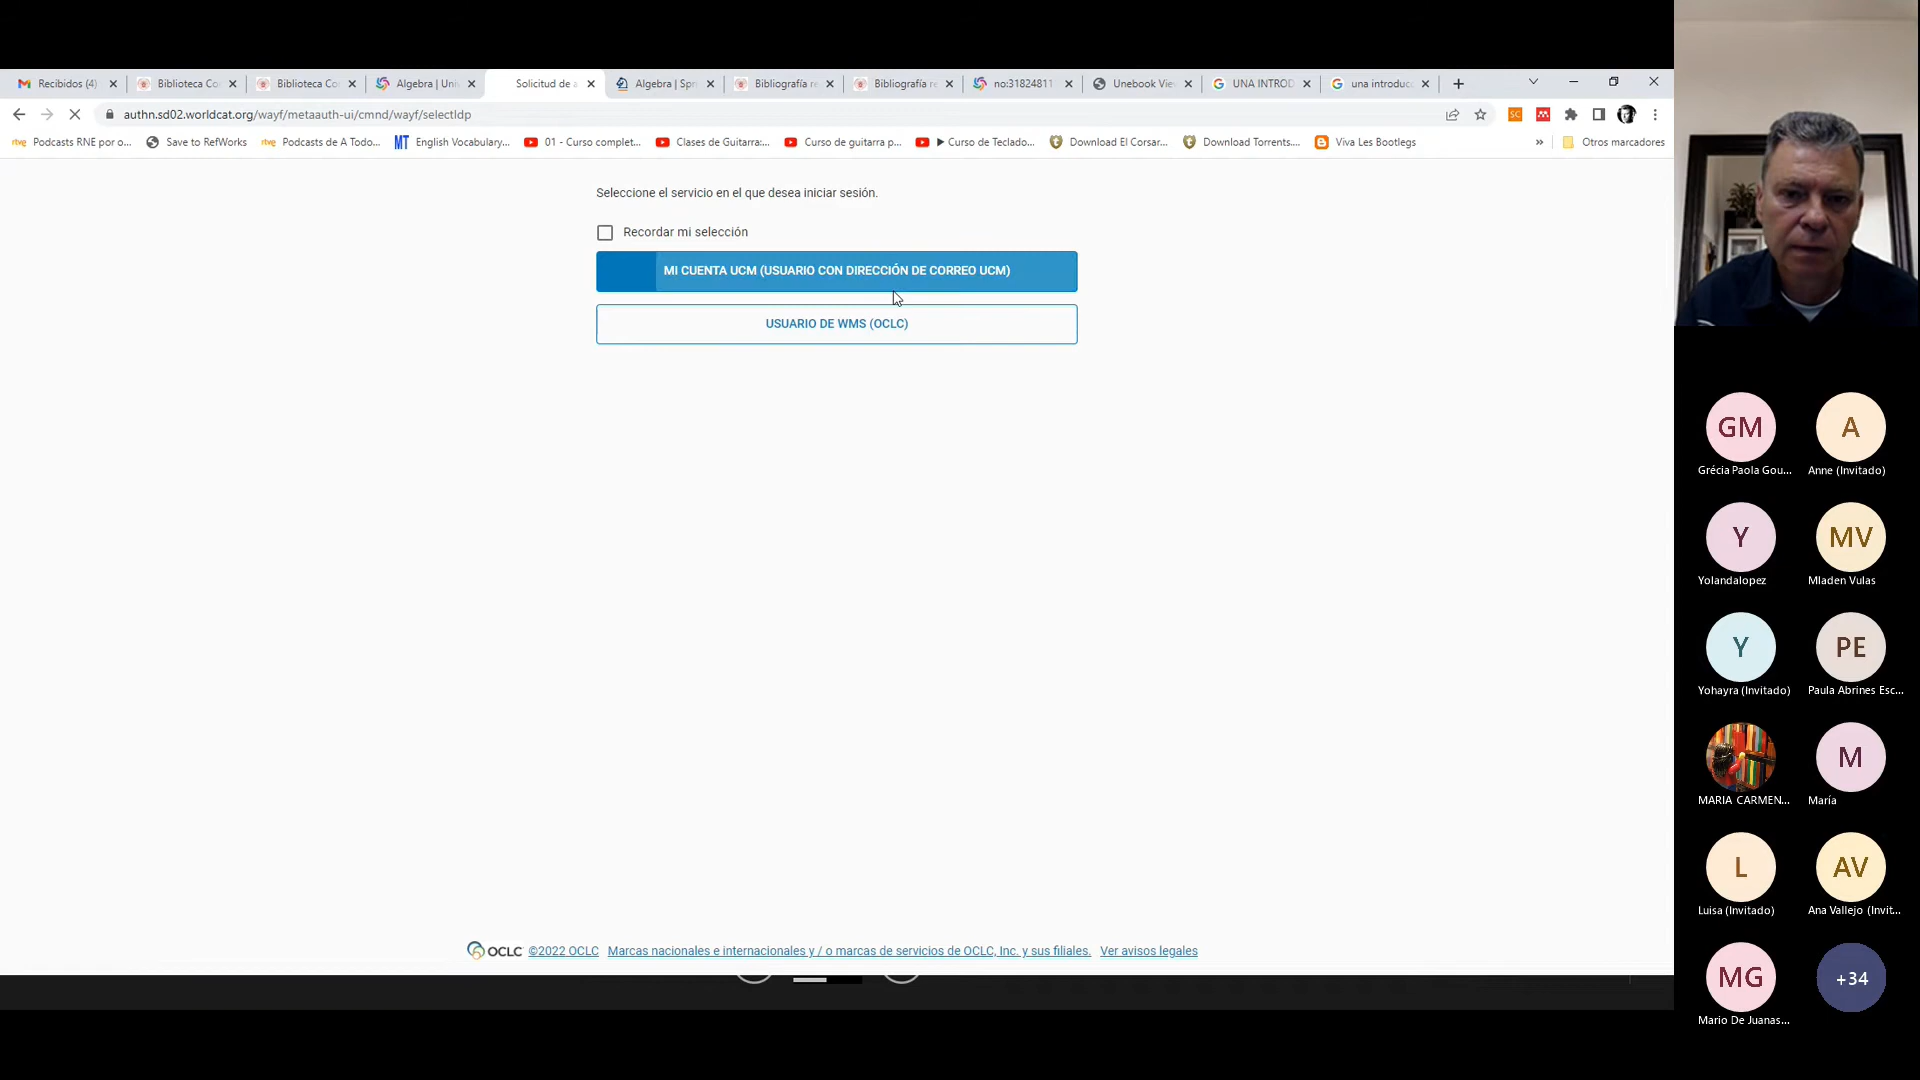 Recibidos (4)
Biblioteca Co
Biblioteca Co
Algebra | Uni
Solicitud de a
Algebra | Spri
Bibliografía re
Bibliografía re
no:31824811
Unebook Vie
UNA INTROD
una introduc
authn.sd02.worldcat.org/wayf/metaauth-ui/cmnd/wayf/selectIdp
rtve Podcasts RNE por o...
Save to RefWorks
rtve Podcasts de A Todo...
MT English Vocabulary...
01 - Curso complet...
Clases de Guitarra:...
Curso de guitarra p...
▶ Curso de Teclado...
Download El Corsar...
Download Torrents....
Viva Les Bootlegs
»
Otros marcadores
Seleccione el servicio en el que desea iniciar sesión.
Recordar mi selección
MI CUENTA UCM (USUARIO CON DIRECCIÓN DE CORREO UCM)
USUARIO DE WMS (OCLC)
OCLC ©2022 OCLC Marcas nacionales e internacionales y / o marcas de servicios de OCLC, Inc. y sus filiales. Ver avisos legales
GM
Grécia Paola Gou...
A
Anne (Invitado)
Y
Yolandalopez
MV
Mladen Vulas
Y
Yohayra (Invitado)
PE
Paula Abrines Esc...
MARIA CARMEN...
M
María
L
Luisa (Invitado)
AV
Ana Vallejo (Invit...
MG
Mario De Juanas...
+34